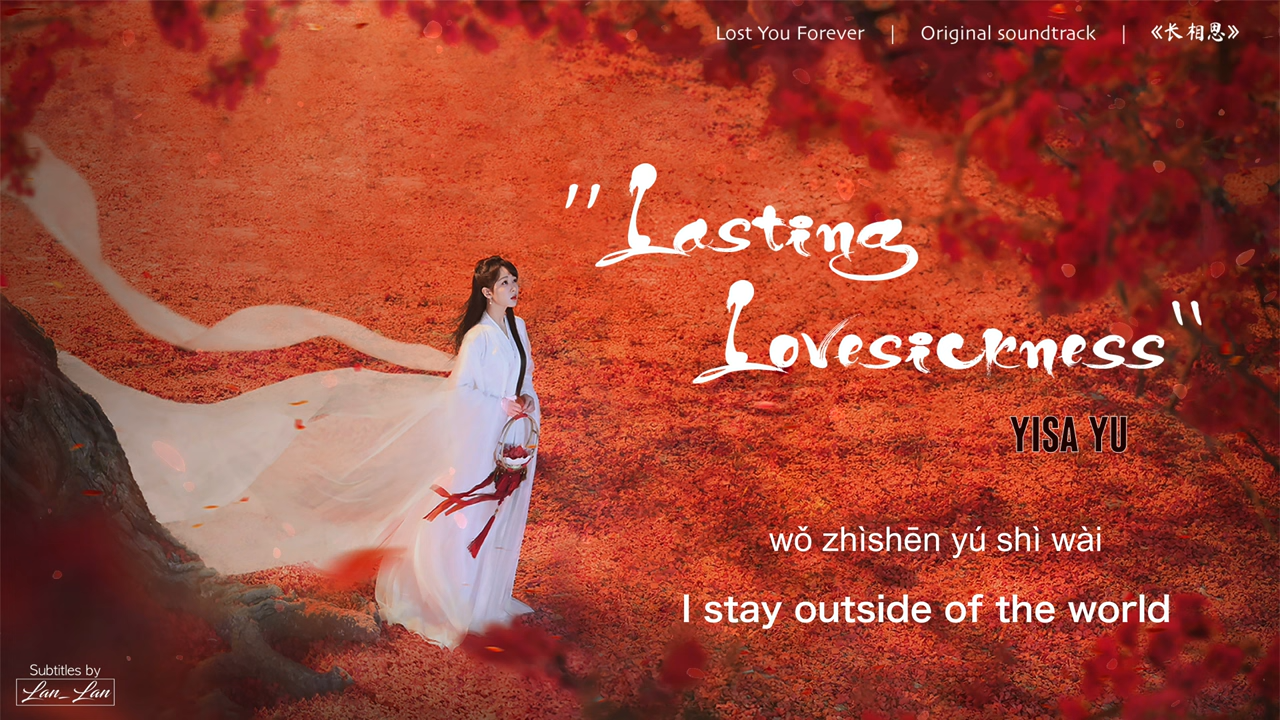 Lost You Forever | Original soundtrack | 《长相思》
"Lasting
Lovesickness"
YISA YU
wǒ zhìshēn yú shì wài
I stay outside of the world
Subtitles by
Lan_Lan